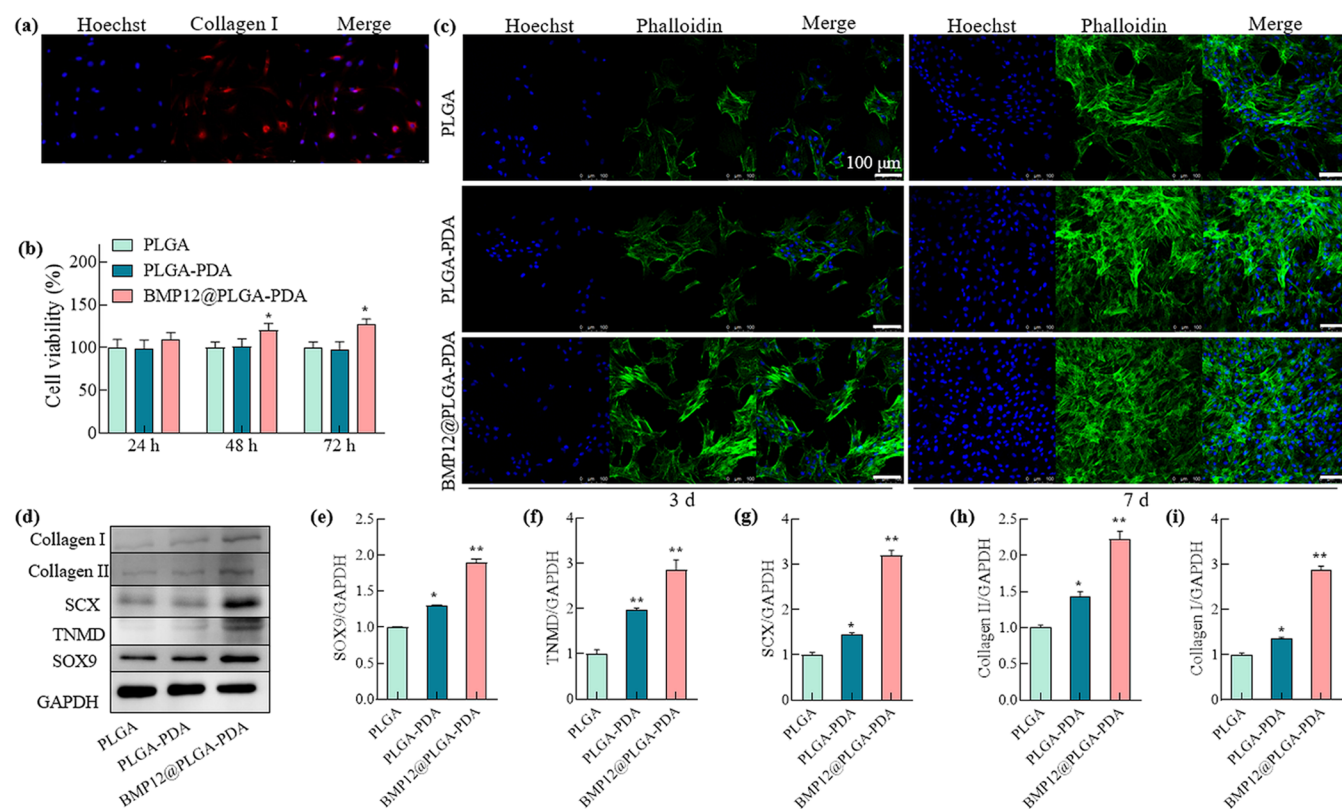 (a)
Hoechst Collagen I Merge
(b)
Cell viability (%)
200
150
100
50
0
PLGA
PLGA-PDA
BMP12@PLGA-PDA
*
*
24 h 48 h 72 h
(c)
Hoechst Phalloidin Merge Hoechst Phalloidin Merge
PLGA
100 μm
PLGA-PDA
BMP12@PLGA-PDA
3 d 7 d
(d)
Collagen I
Collagen II
SCX
TNMD
SOX9
GAPDH
PLGA
PLGA-PDA
BMP12@PLGA-PDA
(e)
SOX9/GAPDH
2.5
2.0
1.5
1.0
0.5
0.0
*
**
PLGA
PLGA-PDA
BMP12@PLGA-PDA
(f)
TNMD/GAPDH
4
3
2
1
0
**
**
PLGA
PLGA-PDA
BMP12@PLGA-PDA
(g)
SCX/GAPDH
4
3
2
1
0
*
**
PLGA
PLGA-PDA
BMP12@PLGA-PDA
(h)
Collagen II/GAPDH
2.5
2.0
1.5
1.0
0.5
0.0
*
**
PLGA
PLGA-PDA
BMP12@PLGA-PDA
(i)
Collagen I/GAPDH
4
3
2
1
0
*
**
PLGA
PLGA-PDA
BMP12@PLGA-PDA